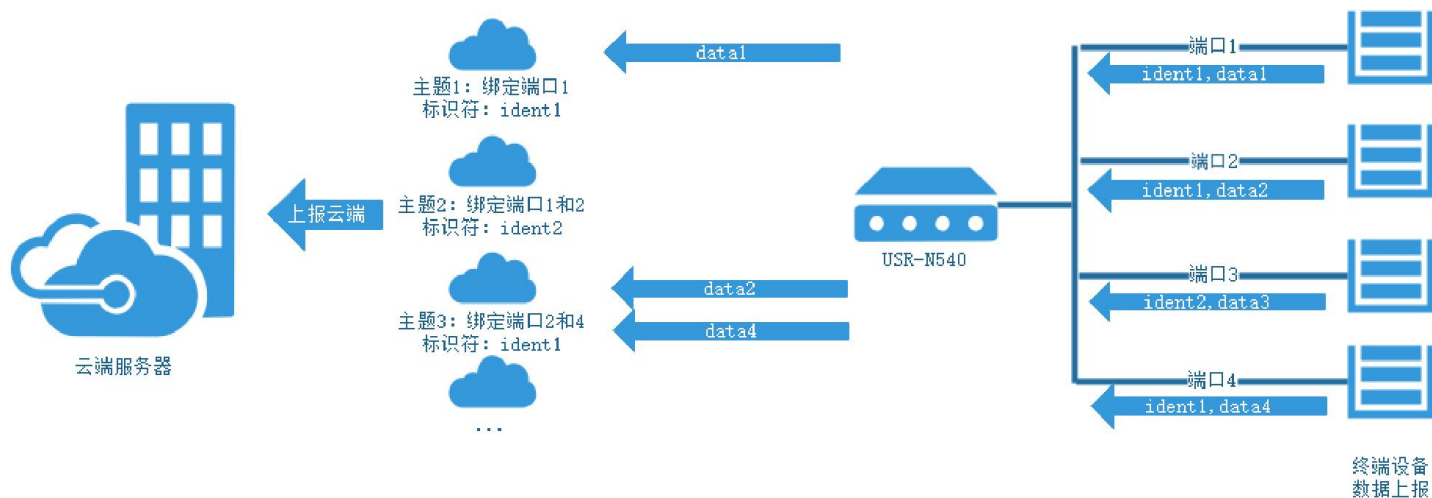 data1
主题1: 绑定端口1
标识符: ident1
上报云端
主题2: 绑定端口1和2
标识符: ident2
data2
主题3: 绑定端口2和4
标识符: ident1
data4
...
云端服务器
USR-N540
端口1
ident1,data1
端口2
ident1,data2
端口3
ident2,data3
端口4
ident1,data4
终端设备
数据上报